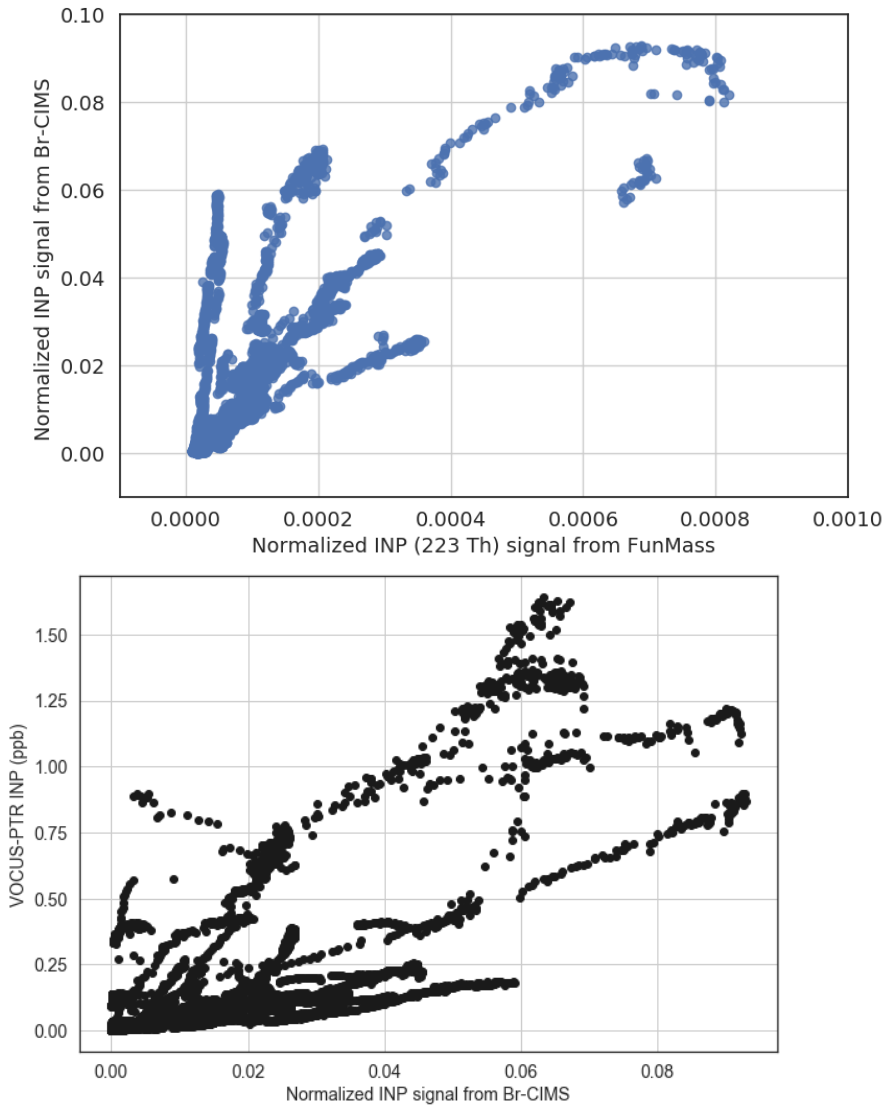 0.10
0.08
0.06
0.04
0.02
0.00
Normalized INP signal from Br-CIMS
0.0000 0.0002 0.0004 0.0006 0.0008 0.0010
Normalized INP (223 Th) signal from FunMass
1.50
1.25
1.00
0.75
0.50
0.25
0.00
VOCUS-PTR INP (ppb)
0.00 0.02 0.04 0.06 0.08
Normalized INP signal from Br-CIMS